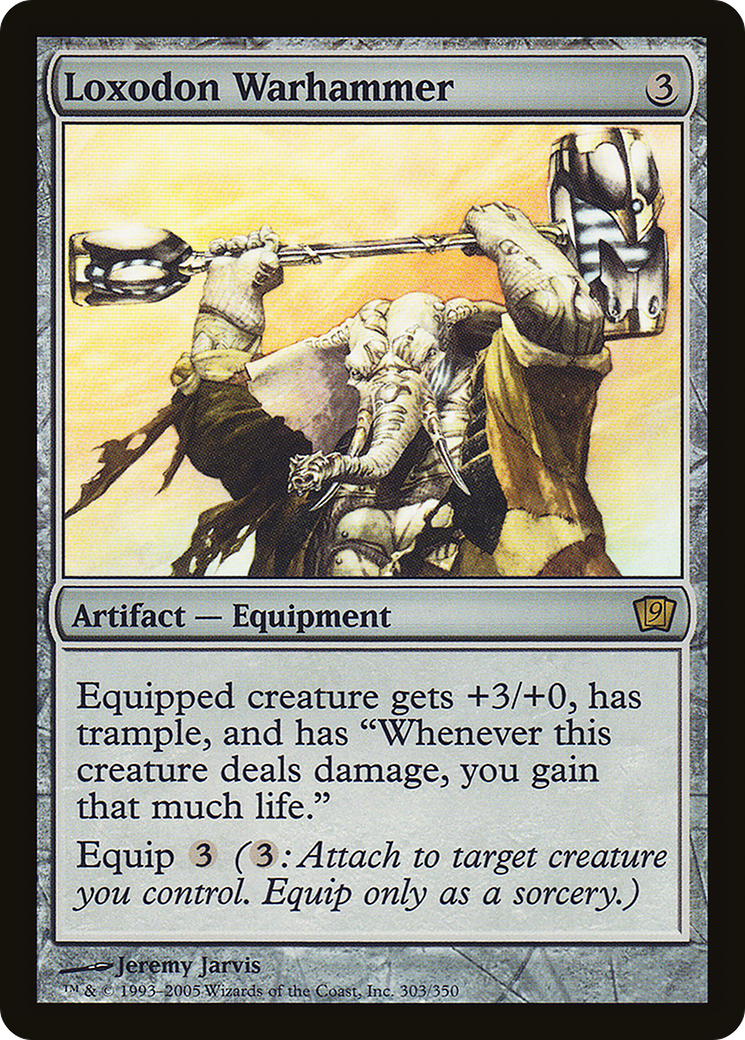 Loxodon Warhammer 3
Artifact — Equipment 9
Equipped creature gets +3/+0, has
trample, and has “Whenever this
creature deals damage, you gain
that much life.”
Equip 3 (3: Attach to target creature
you control. Equip only as a sorcery.)
Jeremy Jarvis
™ & © 1993–2005 Wizards of the Coast, Inc. 303/350